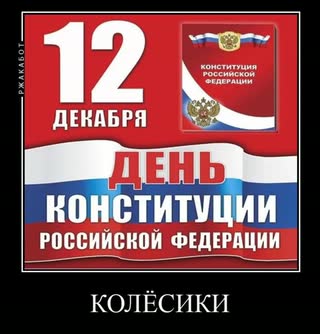 РЖАКАБОТ
12
ДЕКАБРЯ
КОНСТИТУЦИЯ
РОССИЙСКОЙ
ФЕДЕРАЦИИ
ДЕНЬ
КОНСТИТУЦИИ
РОССИЙСКОЙ ФЕДЕРАЦИИ
КОЛЁСИКИ